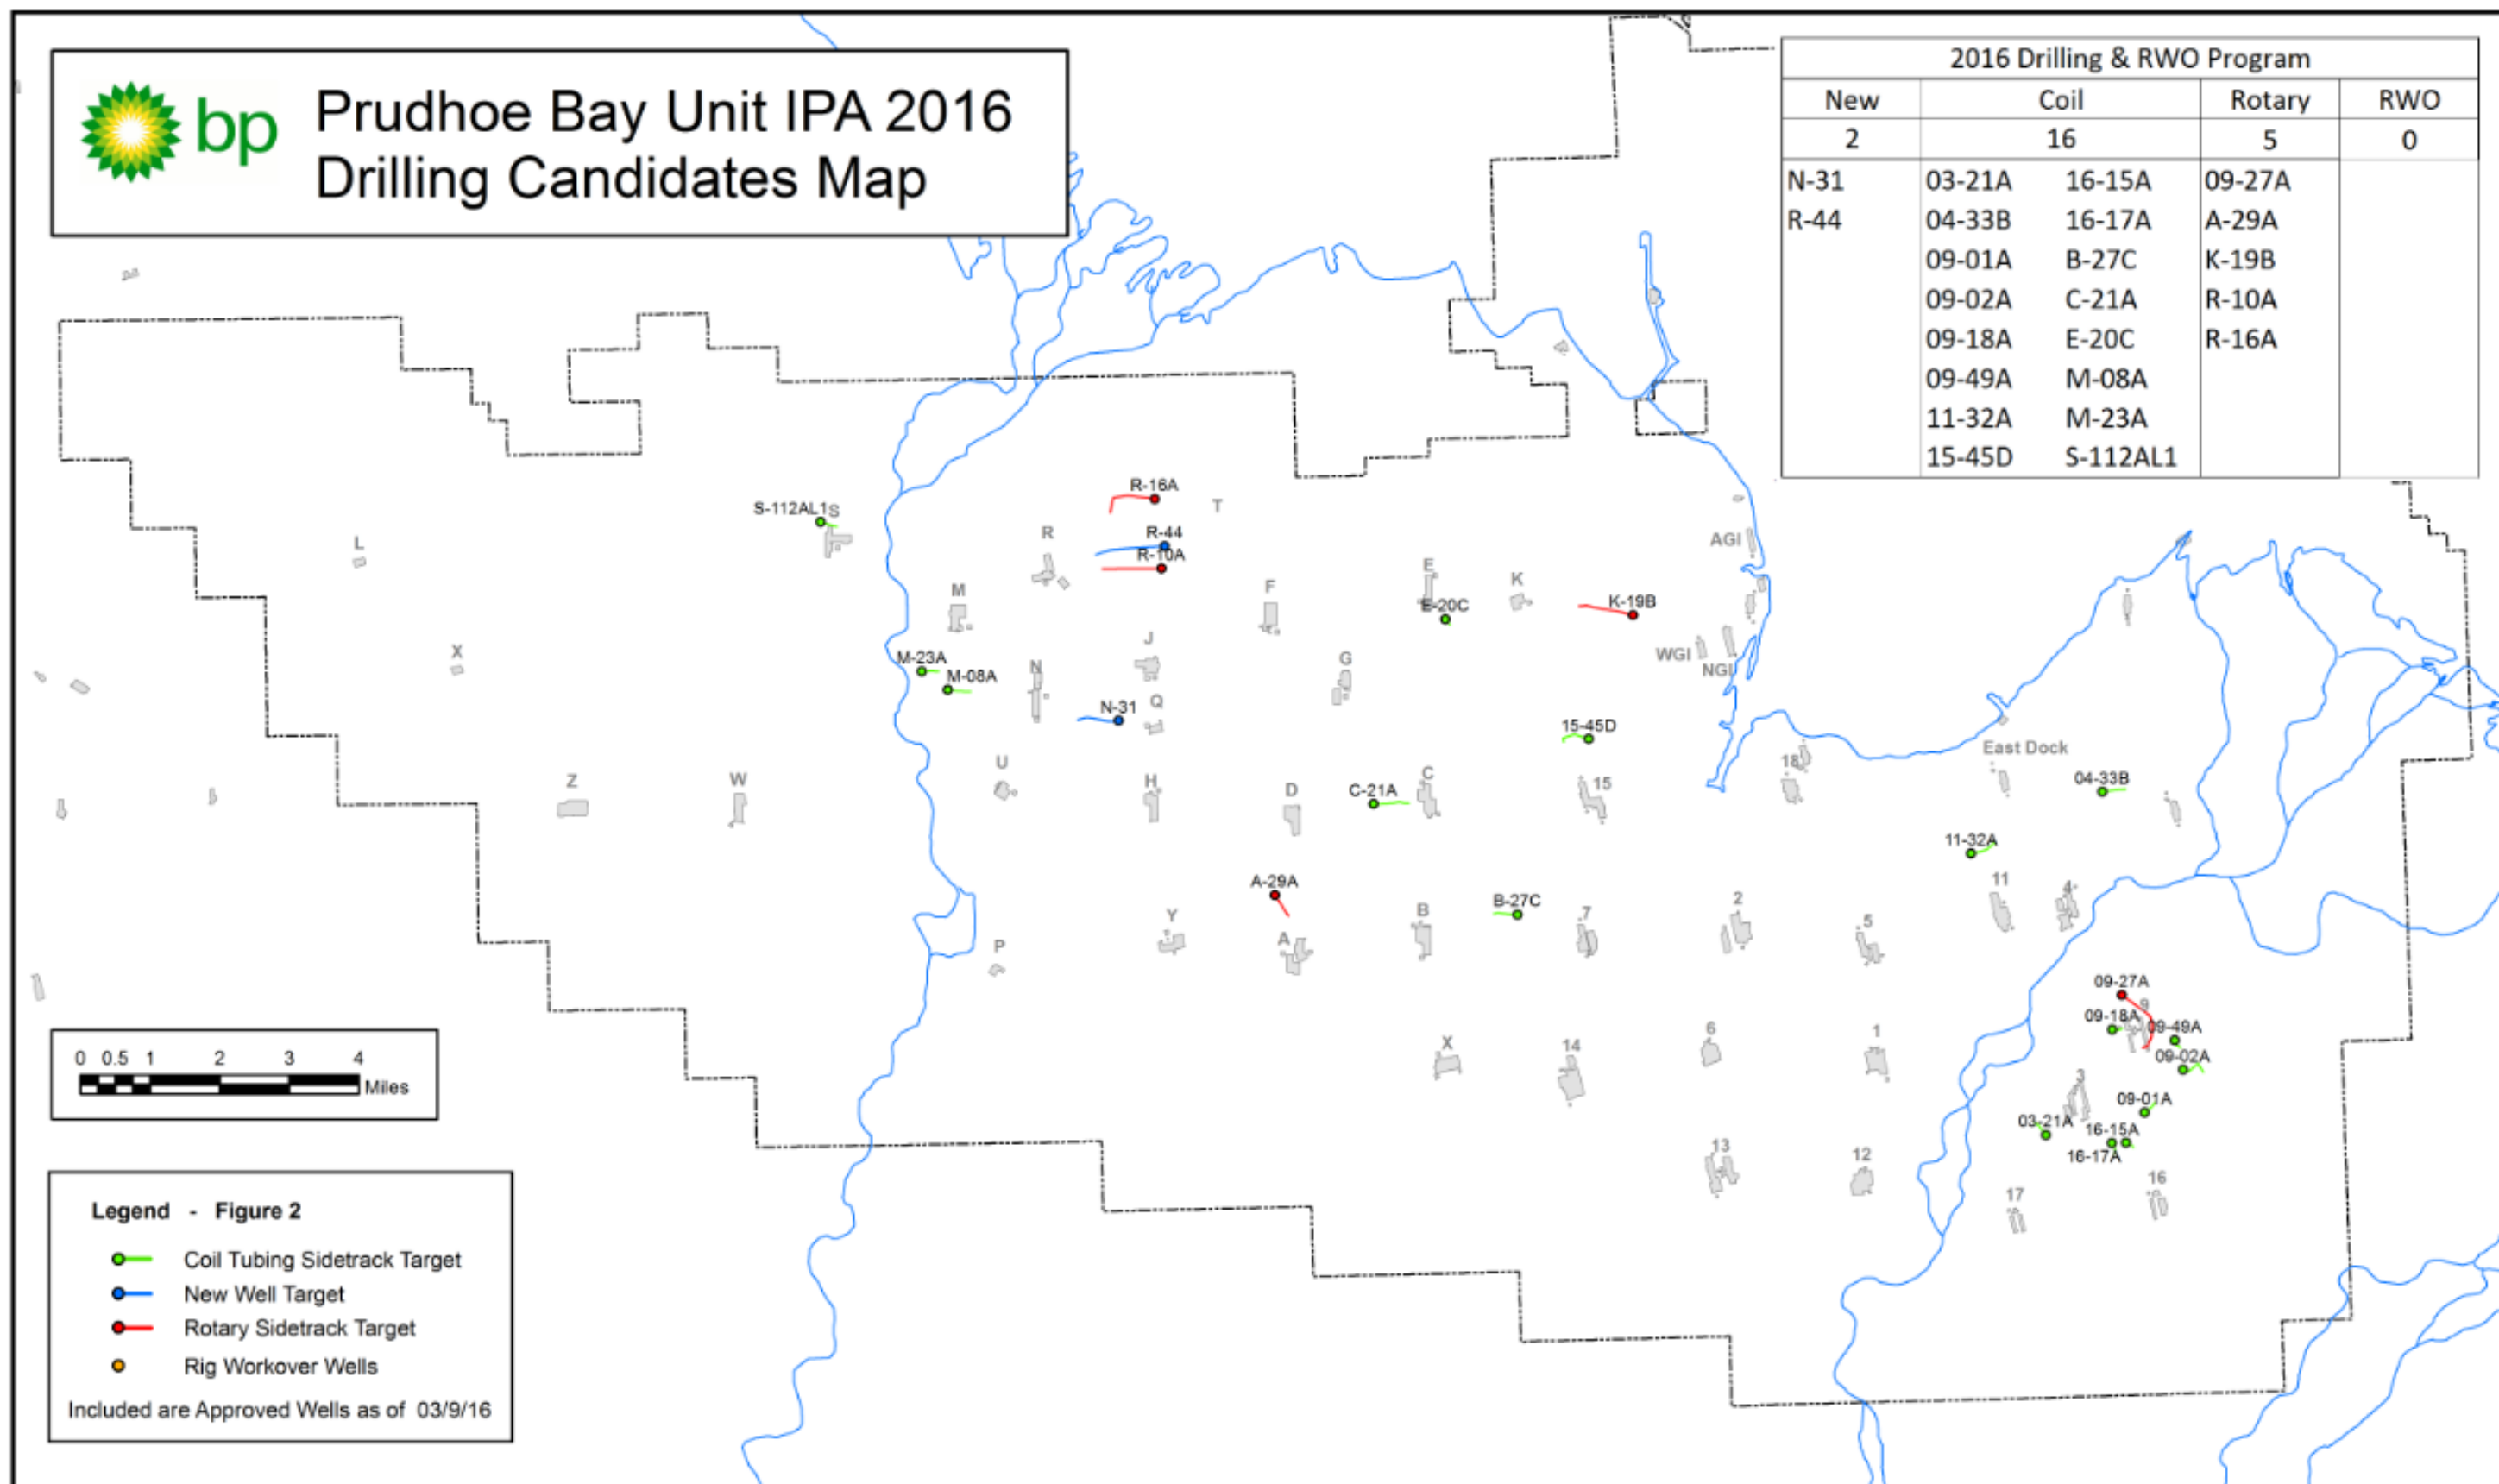 bp
Prudhoe Bay Unit IPA 2016
Drilling Candidates Map
2016 Drilling & RWO Program
New Coil Rotary RWO
2 16 5 0
N-31 03-21A 16-15A 09-27A
R-44 04-33B 16-17A A-29A
09-01A B-27C K-19B
09-02A C-21A R-10A
09-18A E-20C R-16A
09-49A M-08A
11-32A M-23A
15-45D S-112AL1
R-16A
T
S-112AL1
S
R
R-44
R-10A
L
AGI
M
F
E
E-20C
K
K-19B
X
M-23A
M-08A
N
J
G
WGI
NGI
N-31
Q
15-45D
East Dock
Z
W
U
H
D
C-21A
C
15
18
04-33B
11-32A
A-29A
B-27C
P
Y
A
B
7
2
5
11
4
09-27A
9
09-18A
09-49A
09-02A
X
14
6
1
3
09-01A
03-21A
16-15A
16-17A
13
12
17
16
0 0.5 1 2 3 4
Miles
Legend - Figure 2
Coil Tubing Sidetrack Target
New Well Target
Rotary Sidetrack Target
Rig Workover Wells
Included are Approved Wells as of 03/9/16